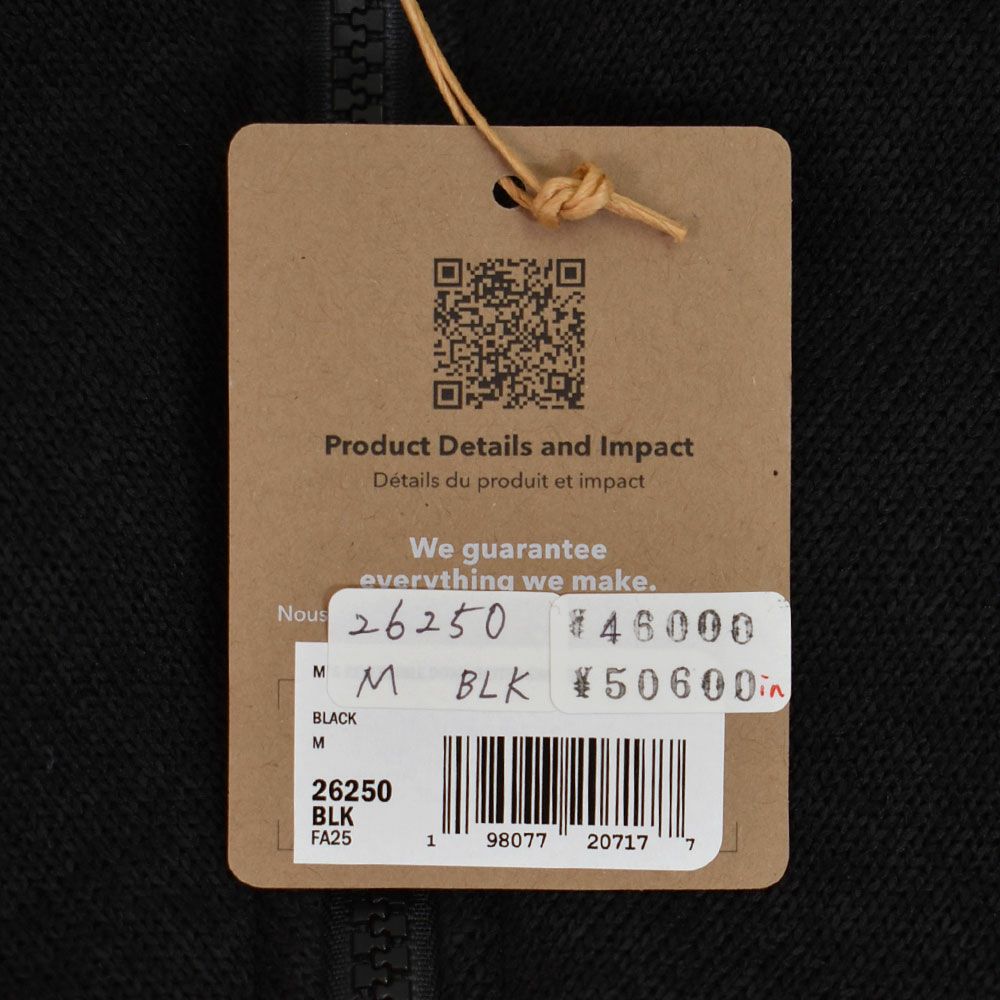 Product Details and Impact
Détails du produit et impact
We guarantee
everything we make.
Nous
26250 ¥46000
M BLK ¥50600in
M
BLACK
M
26250
BLK
FA25
1 98077 20717 7